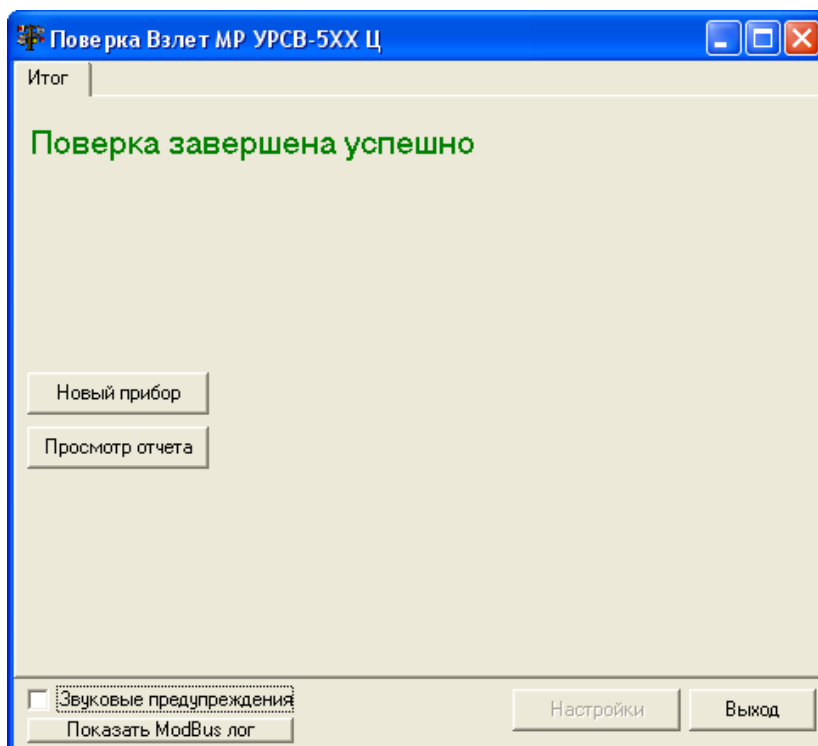 Поверка Взлет МР УРСВ-5ХХ Ц
Итог
Поверка завершена успешно
Новый прибор
Просмотр отчета
Звуковые предупреждения
Показать ModBus лог
Настройки
Выход